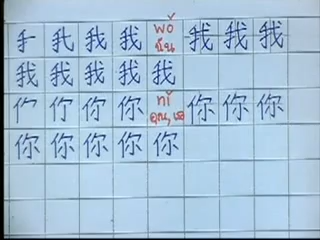 我 我 wǒ ฉัน 我 我 我
我 我 我 我 我
你 你 nǐ คุณ, เธอ 你 你 你
你 你 你 你 你